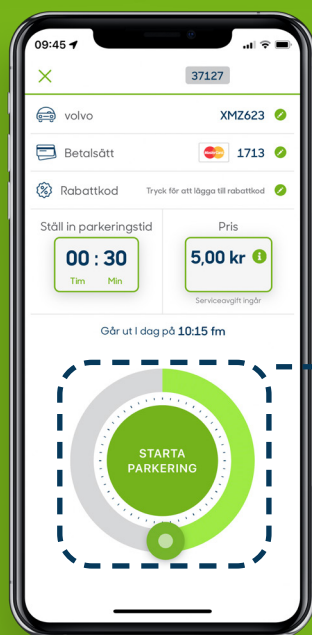 09:45
37127
volvo XMZ623
Betalsätt MasterCard 1713
Rabattkod Tryck för att lägga till rabattkod
Ställ in parkeringstid Pris
00 : 30 5,00 kr i
Tim Min
Serviceavgift ingår
Går ut I dag på 10:15 fm
STARTA
PARKERING